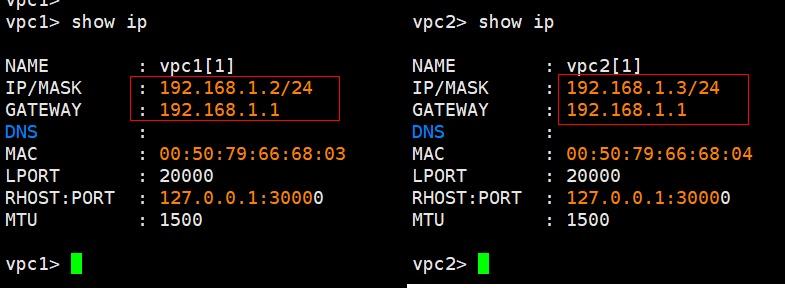 vpc1>
vpc1> show ip
NAME : vpc1[1]
IP/MASK : 192.168.1.2/24
GATEWAY : 192.168.1.1
DNS :
MAC : 00:50:79:66:68:03
LPORT : 20000
RHOST:PORT : 127.0.0.1:30000
MTU : 1500
vpc1>
vpc2> show ip
NAME : vpc2[1]
IP/MASK : 192.168.1.3/24
GATEWAY : 192.168.1.1
DNS :
MAC : 00:50:79:66:68:04
LPORT : 20000
RHOST:PORT : 127.0.0.1:30000
MTU : 1500
vpc2>